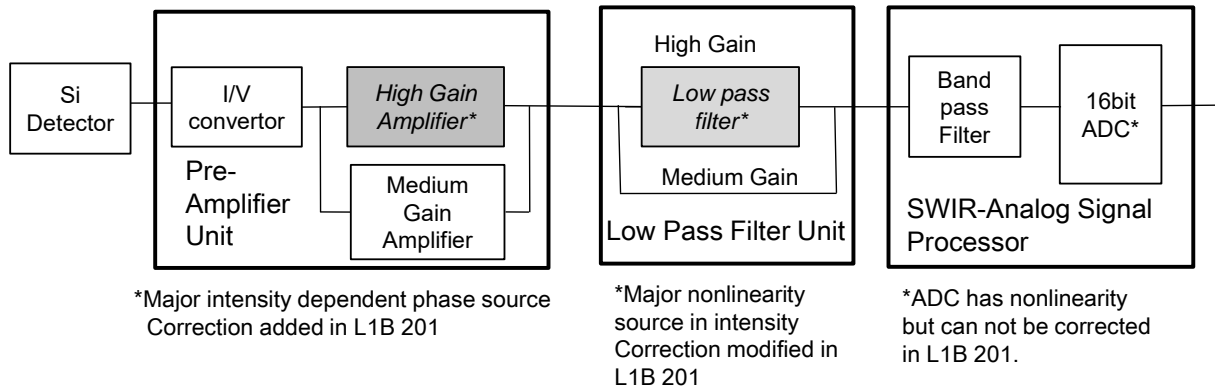 Si
Detector
I/V
convertor
High Gain
Amplifier*
Medium
Gain
Amplifier
Pre-
Amplifier
Unit
*Major intensity dependent phase source
Correction added in L1B 201
High Gain
Low pass
filter*
Medium Gain
Low Pass Filter Unit
*Major nonlinearity
source in intensity
Correction modified in
L1B 201
Band
pass
Filter
16bit
ADC*
SWIR-Analog Signal
Processor
*ADC has nonlinearity
but can not be corrected
in L1B 201.